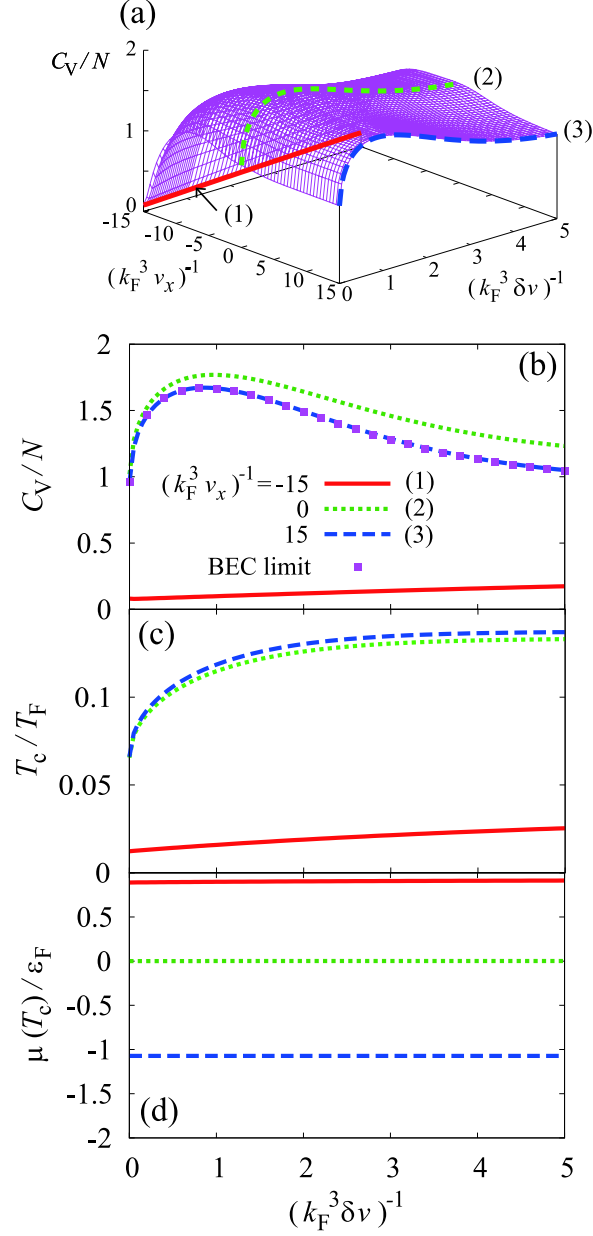 (a)
C_V/N
2
1
0
(1)
(2)
(3)
-15
-10
-5
0
5
10
15
(k_F^3 v_x)^-1
0
1
2
3
4
5
(k_F^3 δv)^-1
(b)
2
1.5
1
0.5
0
C_V/N
(k_F^3 v_x)^-1 = -15 (1)
0 (2)
15 (3)
BEC limit
(c)
0.1
0.05
0
T_c/T_F
(d)
0.5
0
-0.5
-1
-1.5
-2
μ(T_c)/ε_F
0 1 2 3 4 5
(k_F^3 δv)^-1